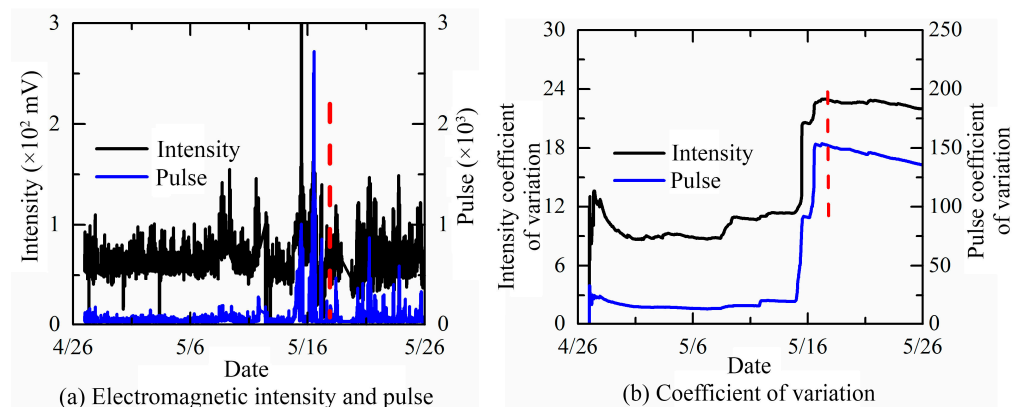 3
2
1
0
Intensity (×10² mV)
Intensity
Pulse
3
2
1
0
Pulse (×10³)
4/26
5/6
5/16
5/26
Date
(a) Electromagnetic intensity and pulse
30
24
18
12
6
0
Intensity coefficient
of variation
Intensity
Pulse
250
200
150
100
50
0
Pulse coefficient
of variation
4/26
5/6
5/16
5/26
Date
(b) Coefficient of variation